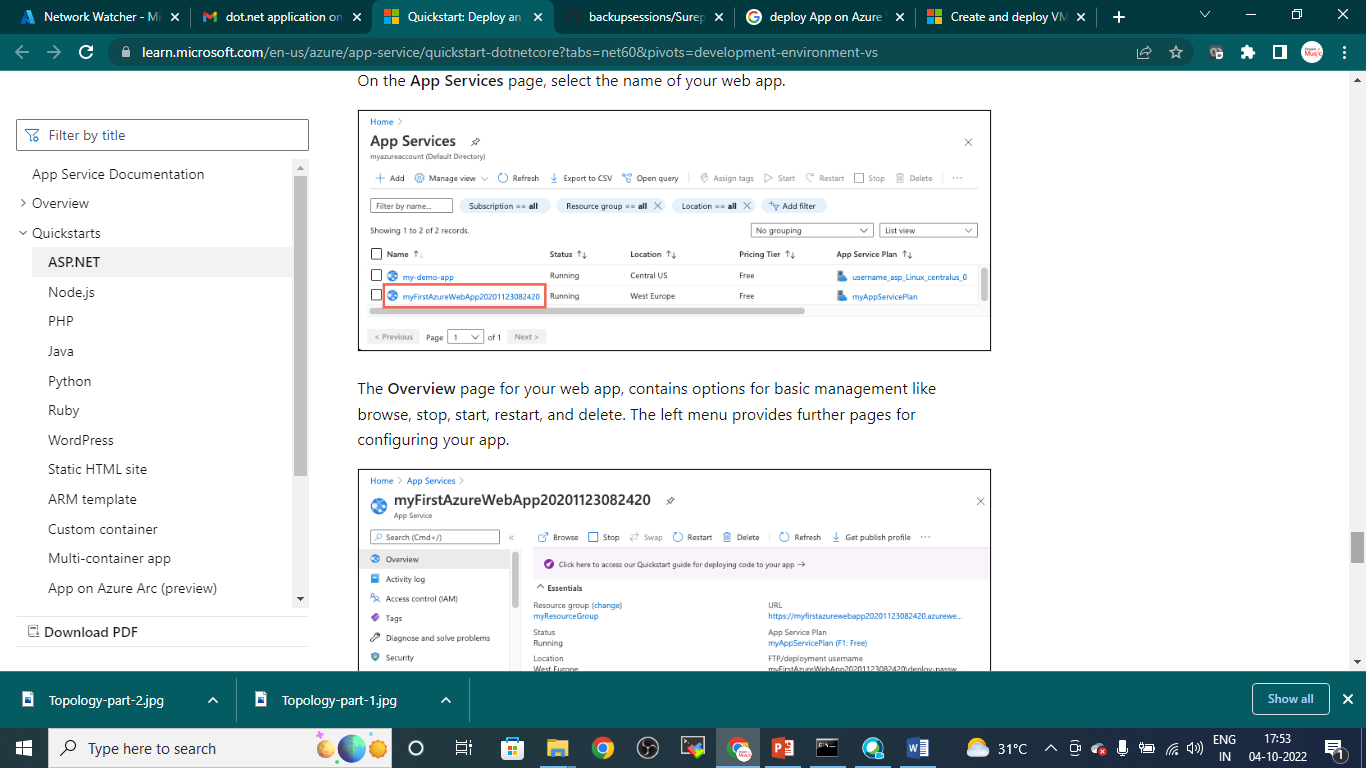 Network Watcher - Mi
dot.net application on
Quickstart: Deploy an
backupsessions/Surep
deploy App on Azure
Create and deploy VM
learn.microsoft.com/en-us/azure/app-service/quickstart-dotnetcore?tabs=net60&pivots=development-environment-vs
On the App Services page, select the name of your web app.
Filter by title
App Service Documentation
Overview
Quickstarts
ASP.NET
Node.js
PHP
Java
Python
Ruby
WordPress
Static HTML site
ARM template
Custom container
Multi-container app
App on Azure Arc (preview)
Download PDF
Home
App Services
myazureaccount (Default Directory)
Add Manage view Refresh Export to CSV Open query Assign tags Start Restart Stop Delete ...
Filter by name... Subscription == all Resource group == all Location == all Add filter
Showing 1 to 2 of 2 records. No grouping List view
Name Status Location Pricing Tier App Service Plan
my-demo-app Running Central US Free username_asp_Linux_centralus_0
myFirstAzureWebApp20201123082420 Running West Europe Free myAppServicePlan
< Previous Page 1 of 1 Next >
The Overview page for your web app, contains options for basic management like
browse, stop, start, restart, and delete. The left menu provides further pages for
configuring your app.
Home App Services
myFirstAzureWebApp20201123082420
App Service
Search (Cmd+/) « Browse Stop Swap Restart Delete Refresh Get publish profile ...
Overview
Activity log
Access control (IAM)
Tags
Diagnose and solve problems
Security
Click here to access our Quickstart guide for deploying code to your app →
Essentials
Resource group (change)
myResourceGroup
Status
Running
Location
West Europe
URL
https://myfirstazurewebapp20201123082420.azurewe...
App Service Plan
myAppServicePlan (F1: Free)
FTP/deployment username
myFirstAzureWebApp20201123082420\deploy-passw
Topology-part-2.jpg
Topology-part-1.jpg
Show all
Type here to search
31°C
ENG
IN
17:53
04-10-2022
1